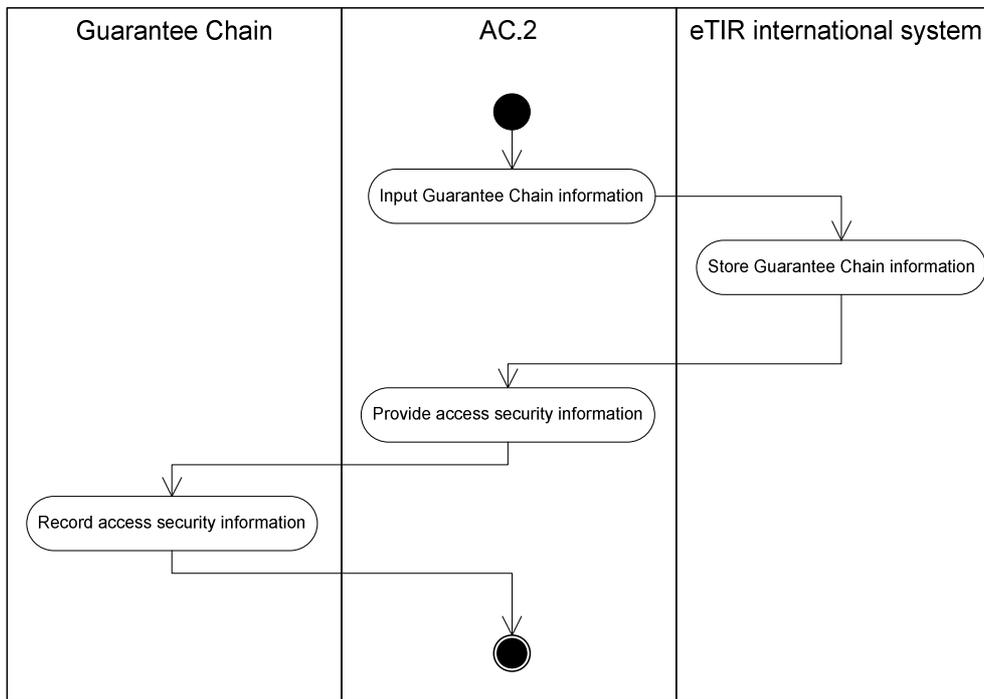 Guarantee Chain
AC.2
eTIR international system
Input Guarantee Chain information
Store Guarantee Chain information
Provide access security information
Record access security information